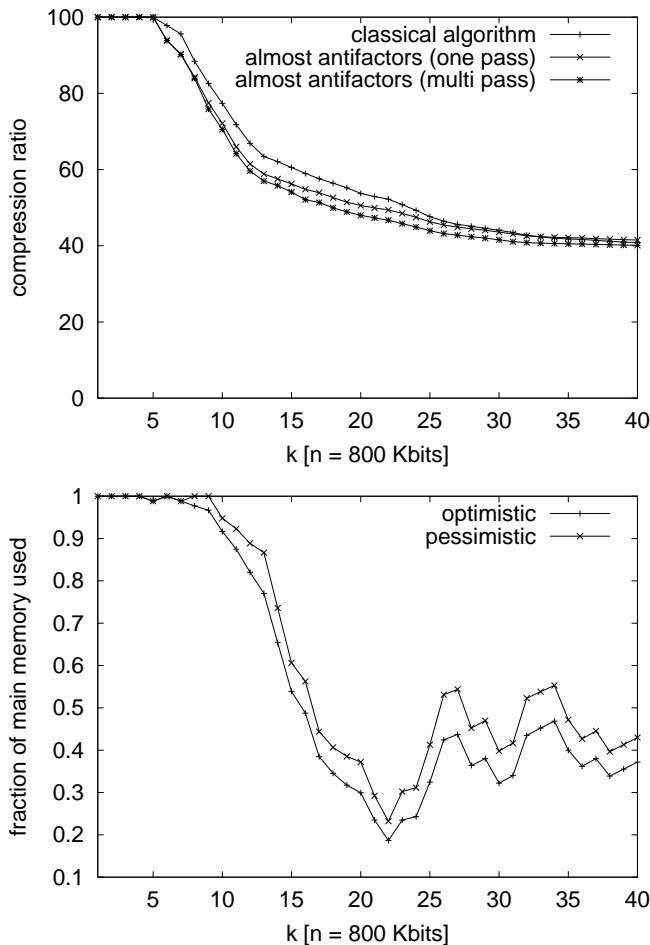 100
80
60
40
20
0
compression ratio
classical algorithm
almost antifactors (one pass)
almost antifactors (multi pass)
5 10 15 20 25 30 35 40
k [n = 800 Kbits]
1
0.9
0.8
0.7
0.6
0.5
0.4
0.3
0.2
0.1
fraction of main memory used
optimistic
pessimistic
5 10 15 20 25 30 35 40
k [n = 800 Kbits]